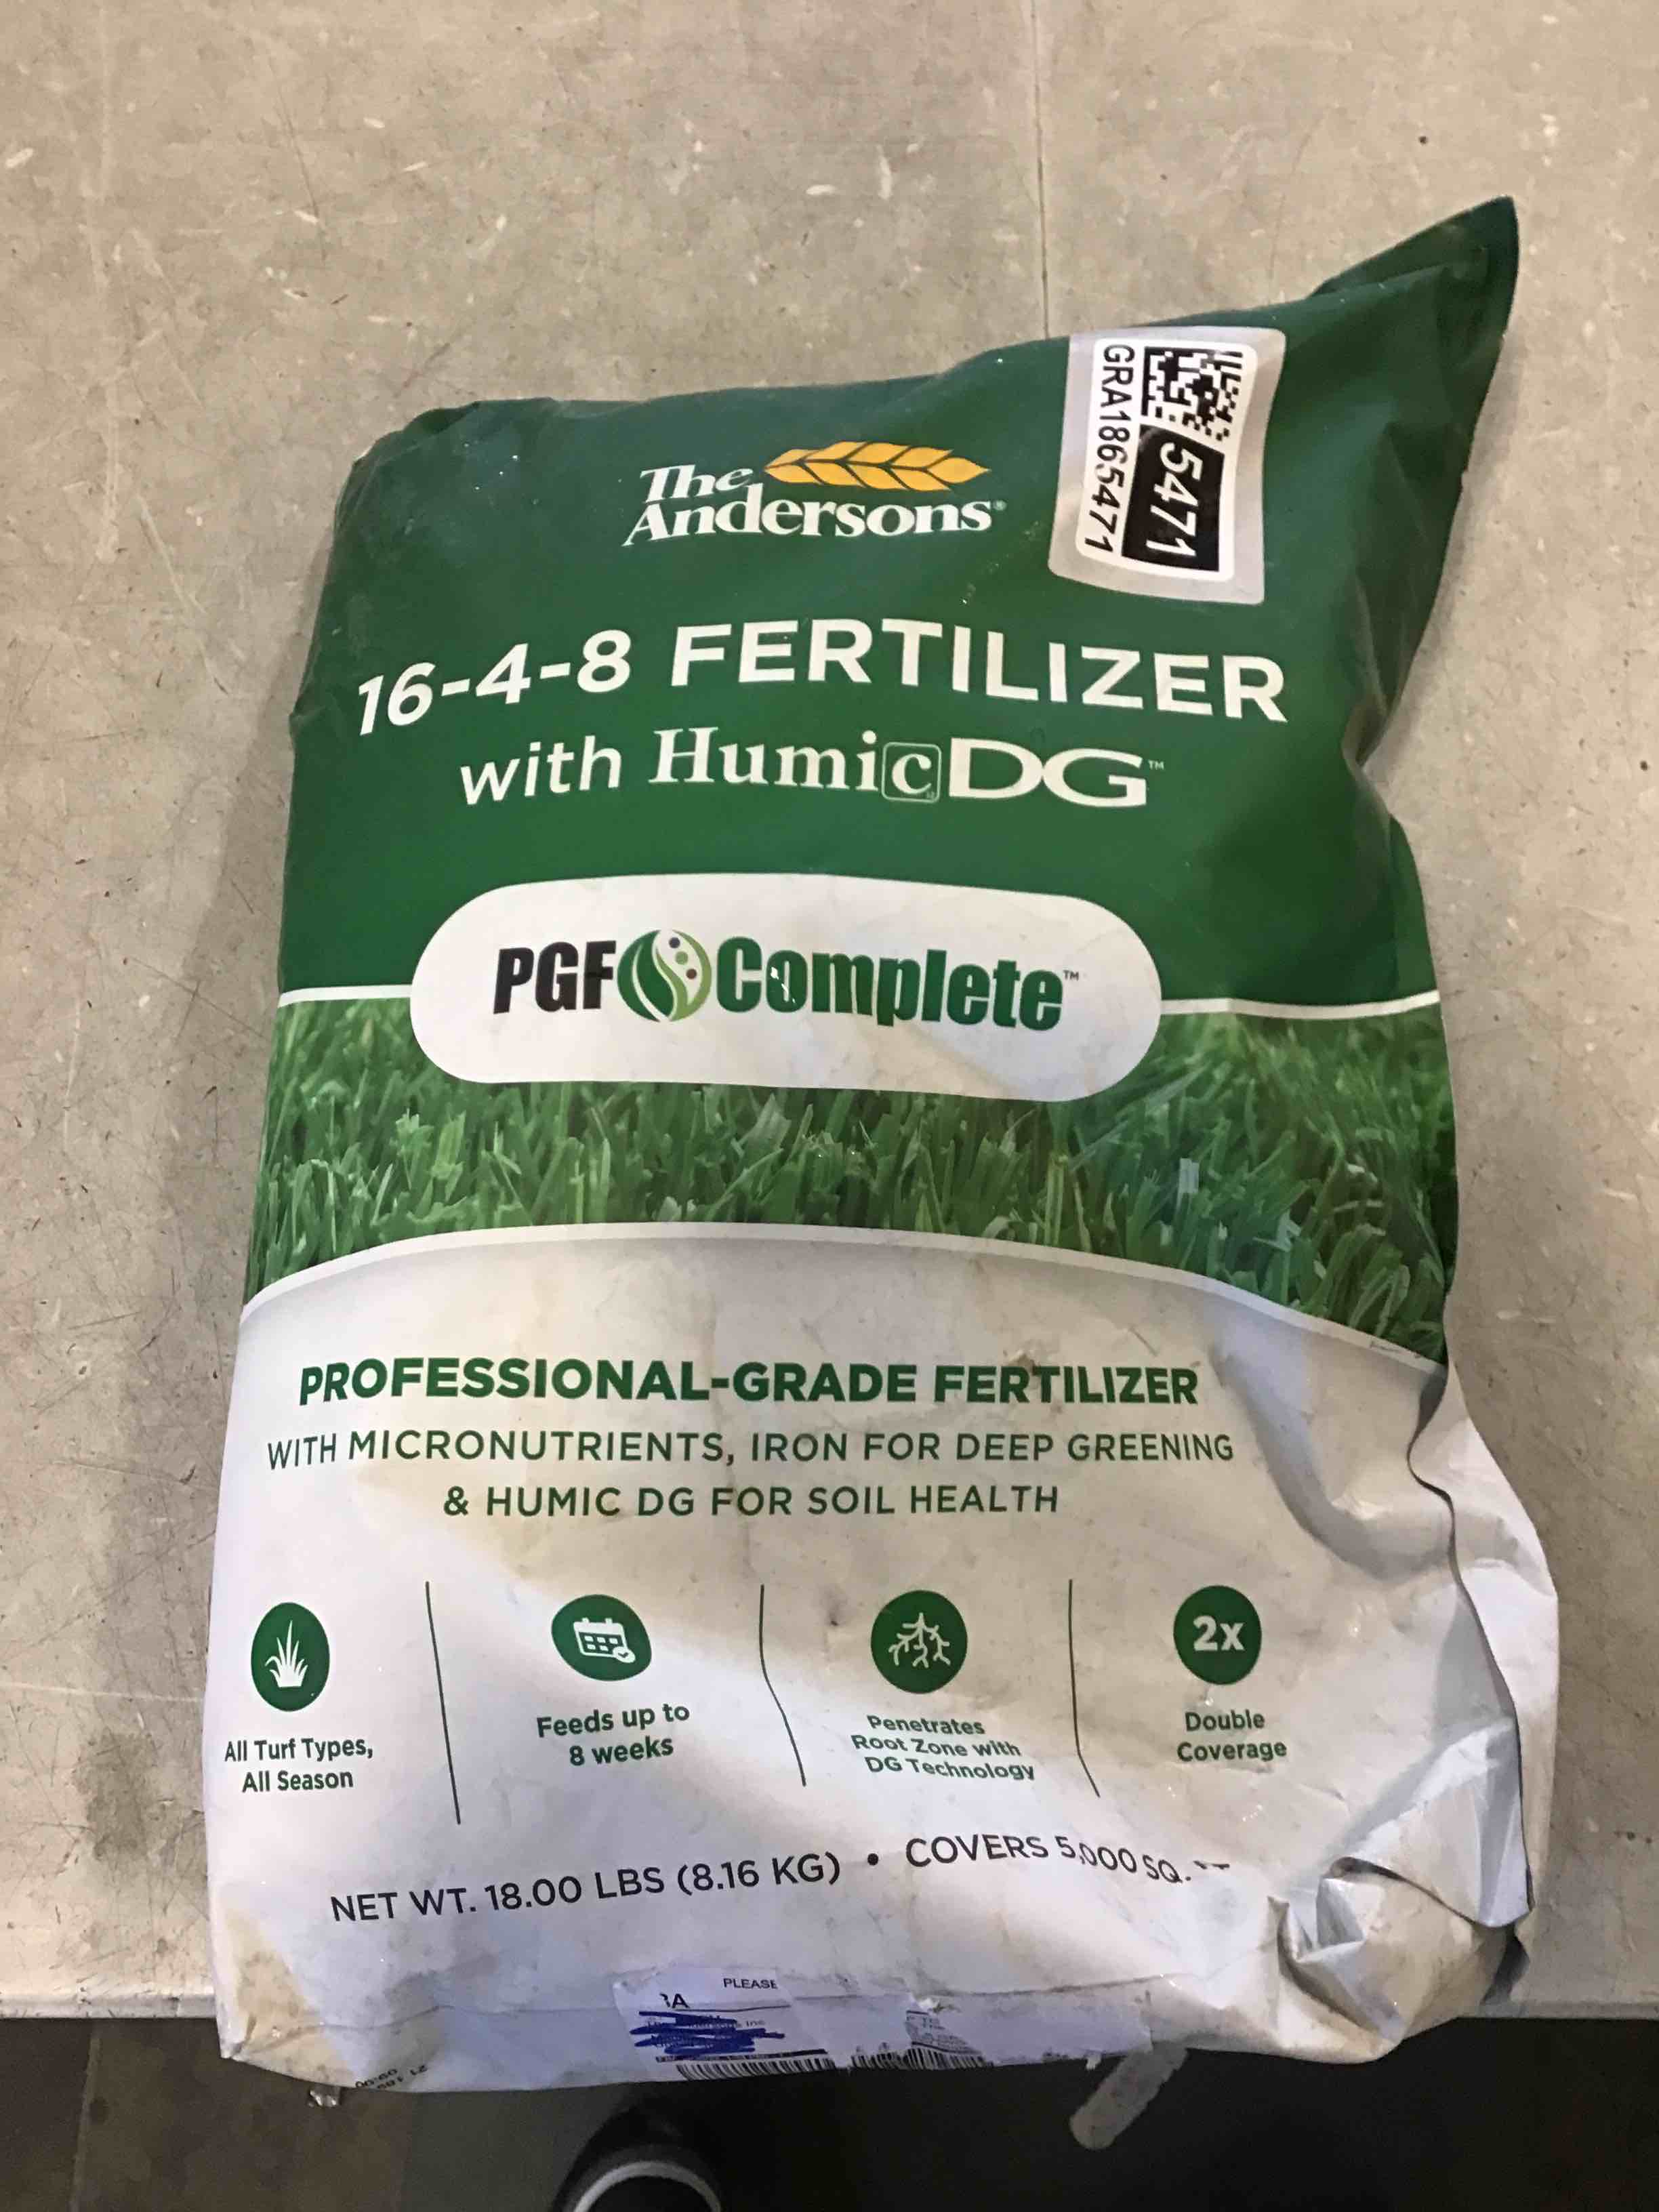 The
Andersons®
GRA1865471
5471
16-4-8 FERTILIZER
with HumicDG™
PGF Complete™
PROFESSIONAL-GRADE FERTILIZER
WITH MICRONUTRIENTS, IRON FOR DEEP GREENING
& HUMIC DG FOR SOIL HEALTH
All Turf Types,
All Season
Feeds up to
8 weeks
Penetrates
Root Zone with
DG Technology
2x
Double
Coverage
NET WT. 18.00 LBS (8.16 KG) • COVERS 5,000 SQ.
PLEASE